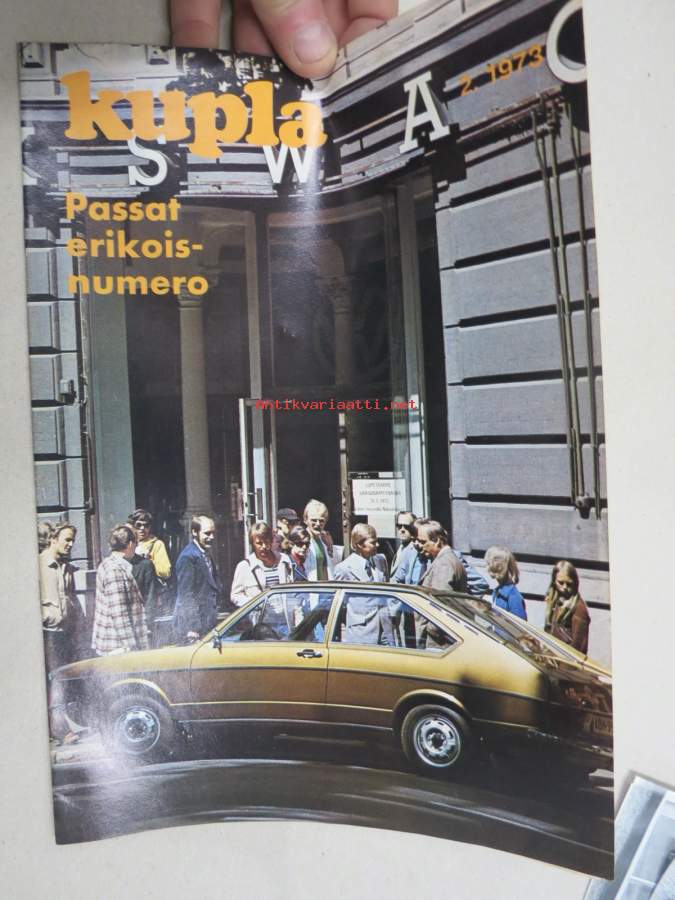 kupla
2. 1973
S W A
Passat
erikois-
numero
antikvariaatti.net